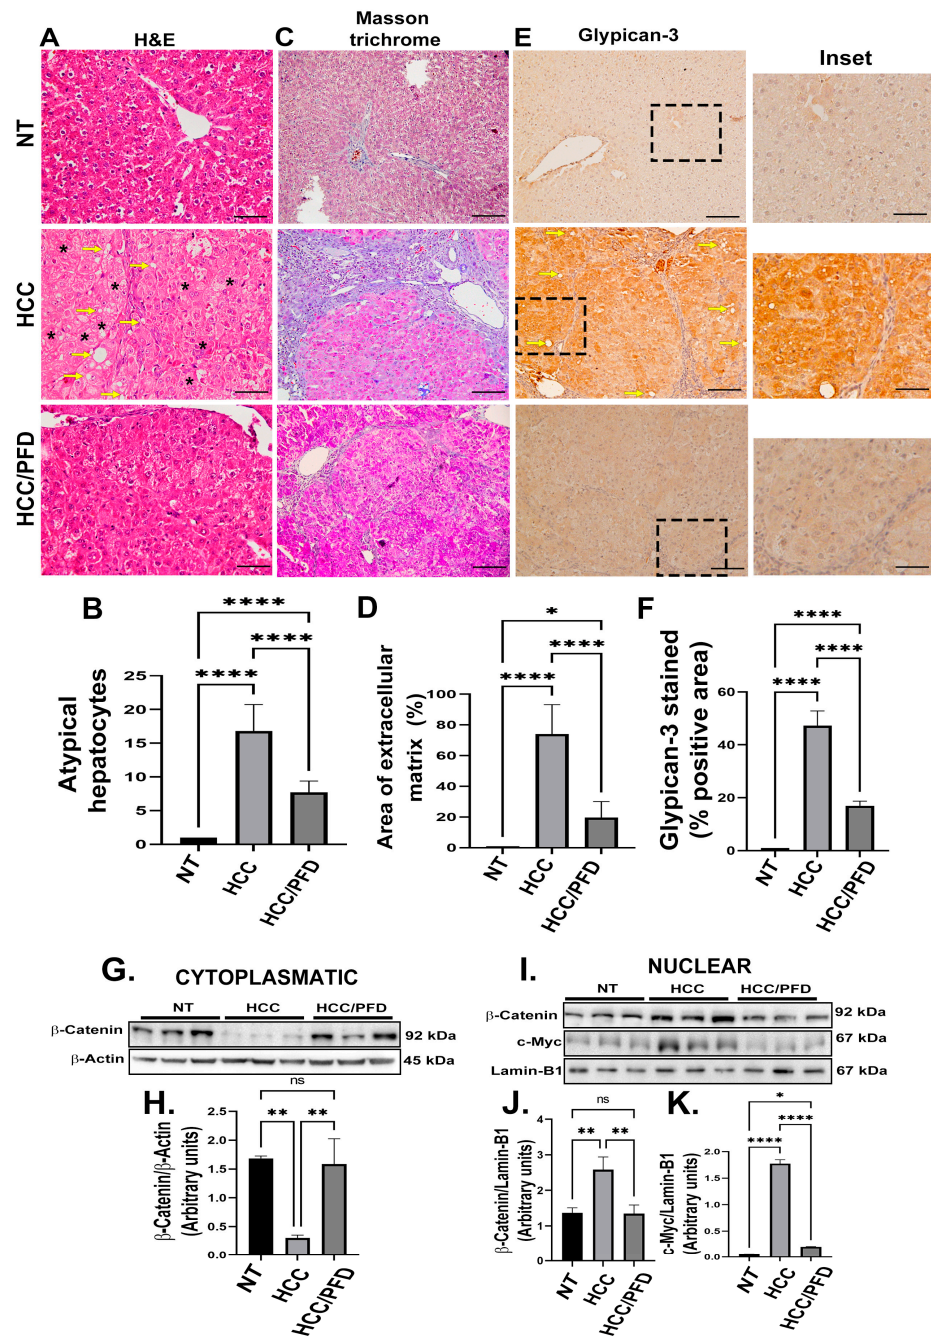 A
H&E
C
Masson
trichrome
E
Glypican-3
Inset
NT
HCC
* * * * * * * * *
HCC/PFD
B
Atypical
hepatocytes
****
****
****
25
20
15
10
5
0
NT
HCC
HCC/PFD
D
Area of extracellular
matrix (%)
*
****
****
100
80
60
40
20
0
NT
HCC
HCC/PFD
F
Glypican-3 stained
(% positive area)
****
****
****
60
40
20
0
NT
HCC
HCC/PFD
G.
CYTOPLASMATIC
NT
HCC
HCC/PFD
β-Catenin
92 kDa
β-Actin
45 kDa
H.
β-Catenin/β-Actin
(Arbitrary units)
ns
**
**
2.0
1.5
1.0
0.5
0.0
NT
HCC
HCC/PFD
I.
NUCLEAR
NT
HCC
HCC/PFD
β-Catenin
92 kDa
c-Myc
67 kDa
Lamin-B1
67 kDa
J.
β-Catenin/Lamin-B1
(Arbitrary units)
ns
**
**
4
3
2
1
0
NT
HCC
HCC/PFD
K.
c-Myc/Lamin-B1
(Arbitrary units)
*
****
****
2.0
1.5
1.0
0.5
0.0
NT
HCC
HCC/PFD